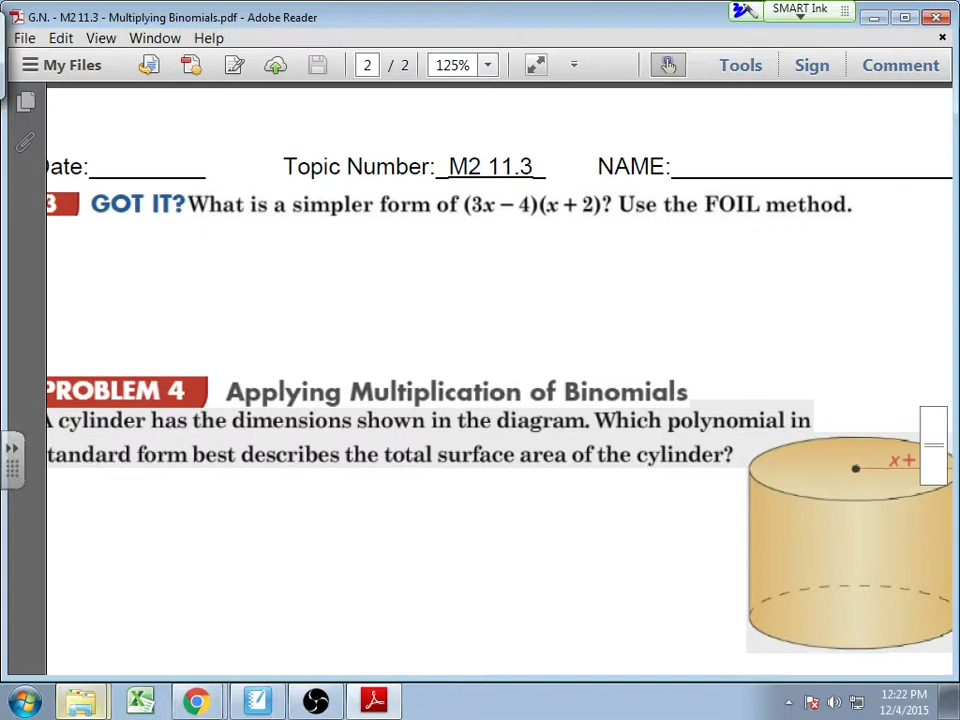 G.N. - M2 11.3 - Multiplying Binomials.pdf - Adobe Reader
SMART Ink
File Edit View Window Help
My Files 2 / 2 125% Tools Sign Comment
Date:_________ Topic Number:_M2 11.3_ NAME:
3 GOT IT? What is a simpler form of (3x − 4)(x + 2)? Use the FOIL method.
PROBLEM 4 Applying Multiplication of Binomials
A cylinder has the dimensions shown in the diagram. Which polynomial in
standard form best describes the total surface area of the cylinder?
x +
12:22 PM
12/4/2015